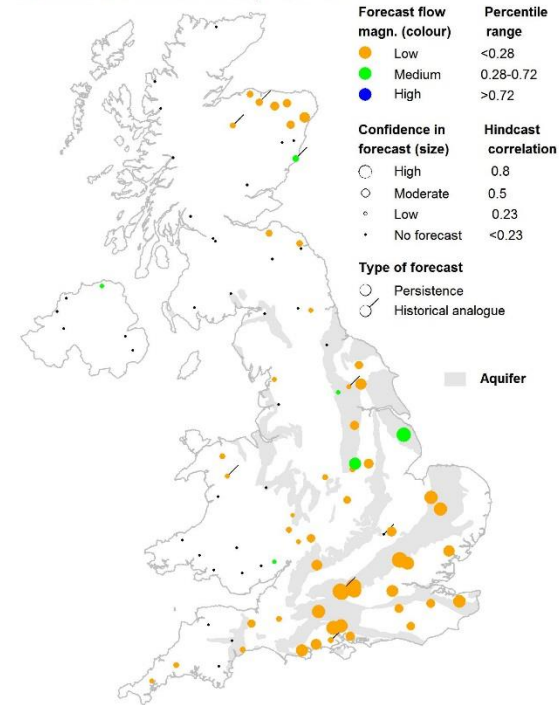 Forecast flow Percentile
magn. (colour) range
Low <0.28
Medium 0.28-0.72
High >0.72
Confidence in Hindcast
forecast (size) correlation
High 0.8
Moderate 0.5
Low 0.23
No forecast <0.23
Type of forecast
Persistence
Historical analogue
Aquifer